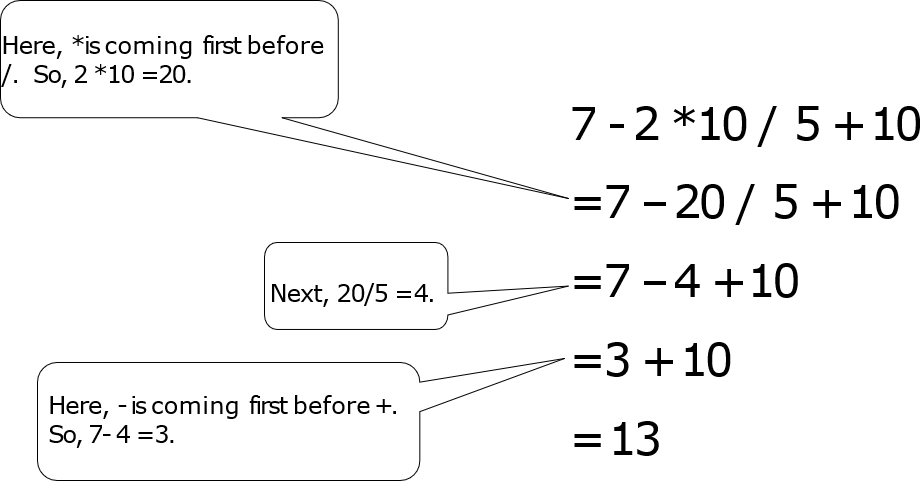 Here, *is coming first before
/. So, 2 *10 =20.
7 - 2 *10 / 5 + 10
=7 – 20 / 5 + 10
=7 – 4 +10
Next, 20/5 =4.
=3 + 10
Here, -is coming first before +.
So, 7- 4 =3.
= 13